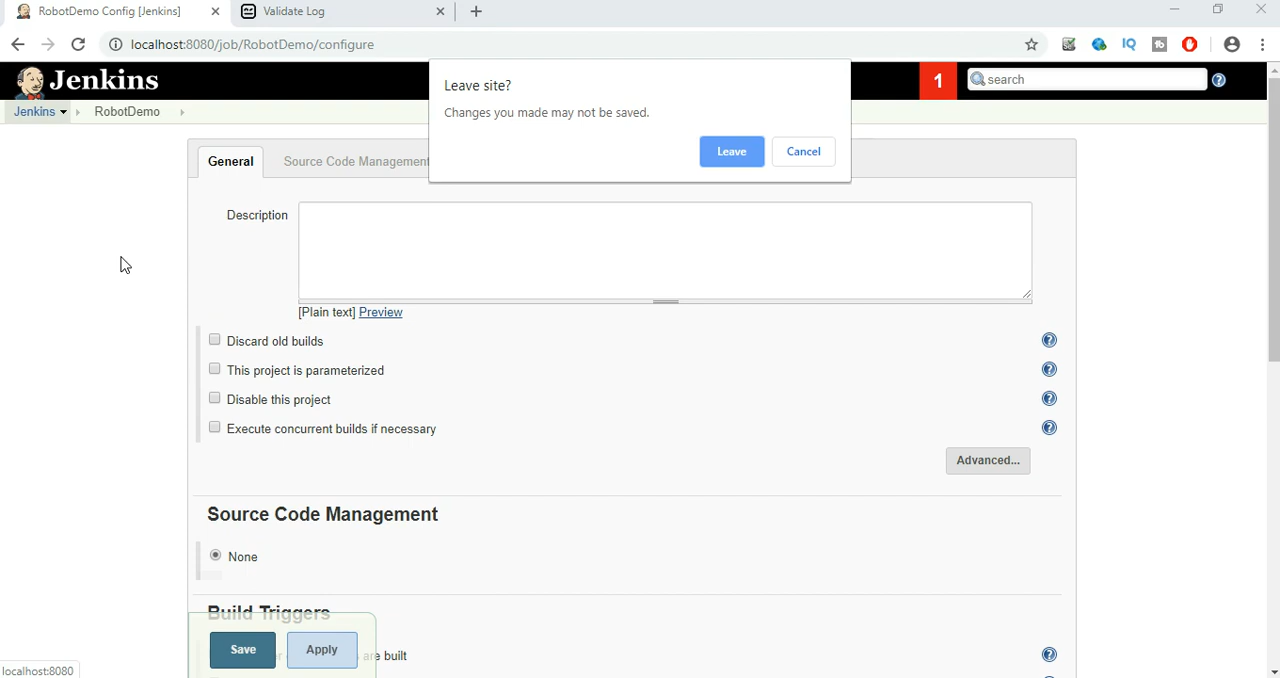 RobotDemo Config [Jenkins]
Validate Log
localhost:8080/job/RobotDemo/configure
IQ
Jenkins
1
search
Jenkins
RobotDemo
Leave site?
Changes you made may not be saved.
Leave
Cancel
General
Source Code Management
Description
[Plain text] Preview
Discard old builds
This project is parameterized
Disable this project
Execute concurrent builds if necessary
Advanced...
Source Code Management
None
Build Triggers
Save
Apply
are built
localhost:8080